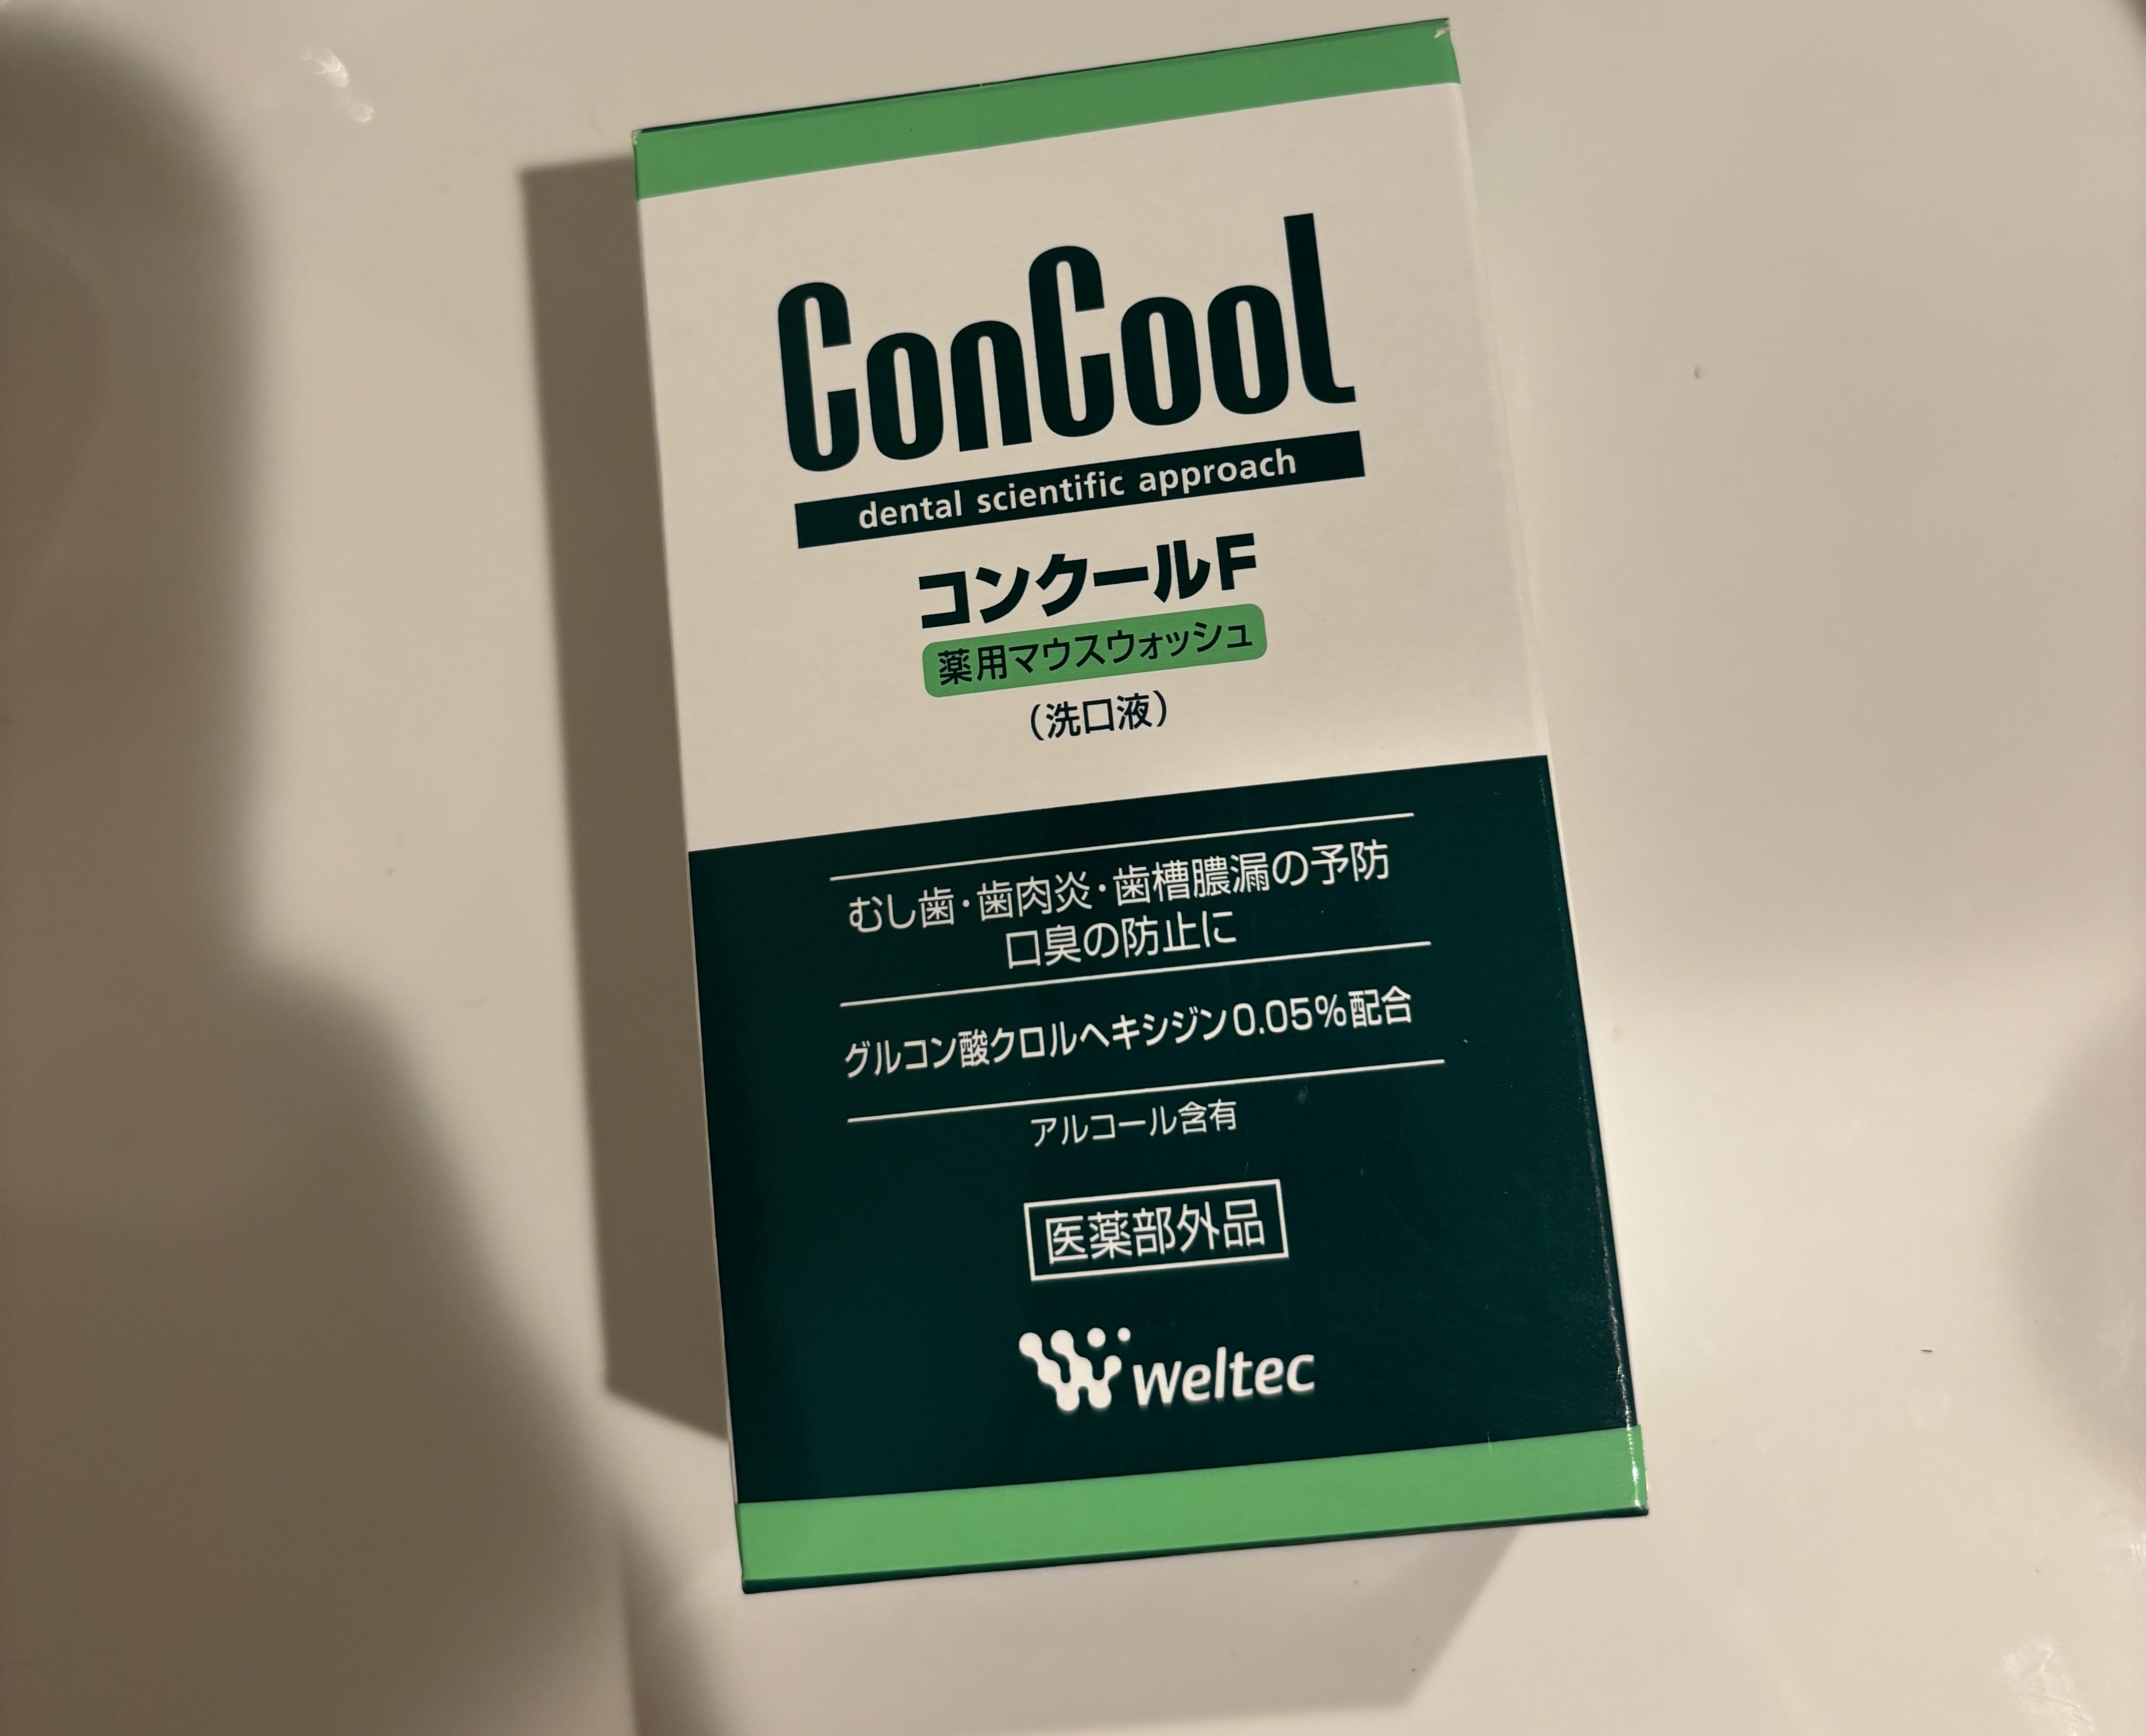 ConCool
dental scientific approach
コンクールF
薬用マウスウォッシュ
（洗口液）
むし歯・歯肉炎・歯槽膿漏の予防
口臭の防止に
グルコン酸クロルヘキシジン0.05%配合
アルコール含有
医薬部外品
weltec